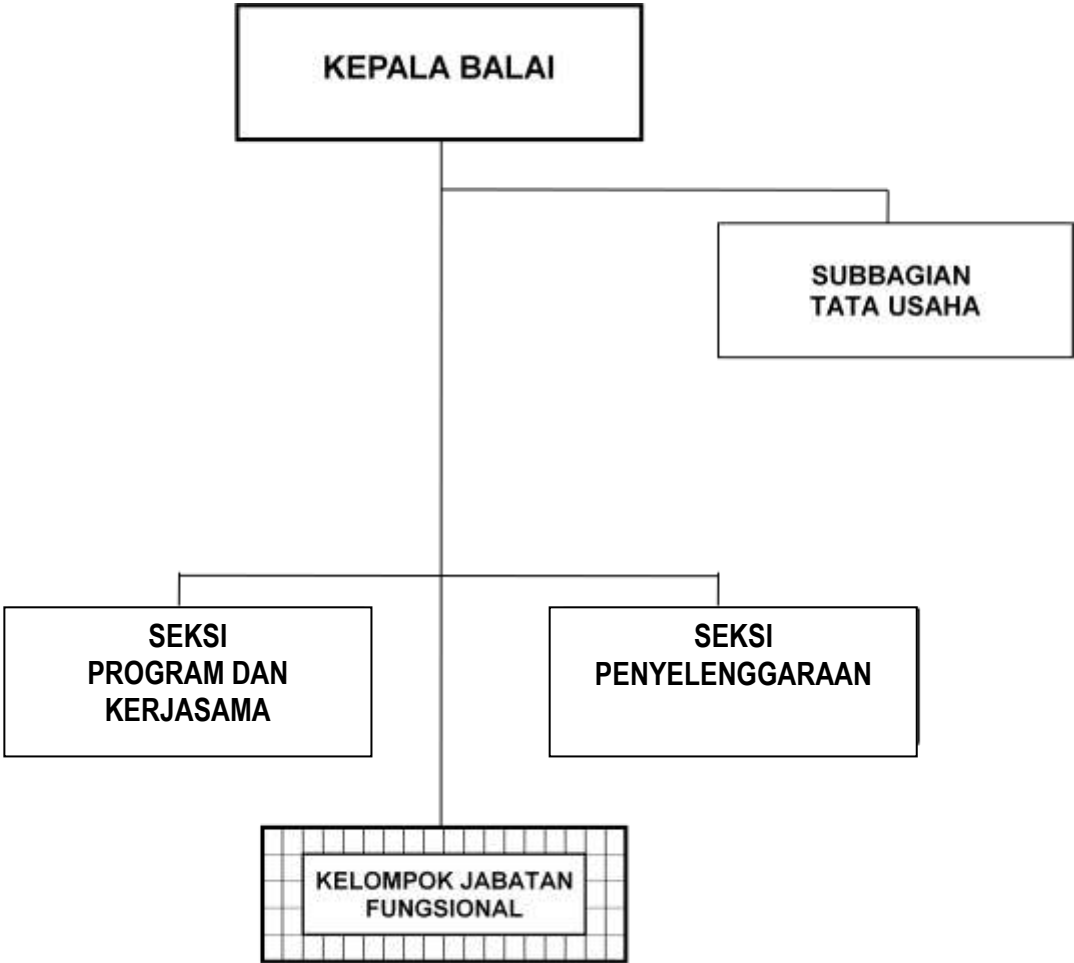 KEPALA BALAI
SUBBAGIAN
TATA USAHA
SEKSI
PROGRAM DAN
KERJASAMA
SEKSI
PENYELENGGARAAN
KELOMPOK JABATAN
FUNGSIONAL